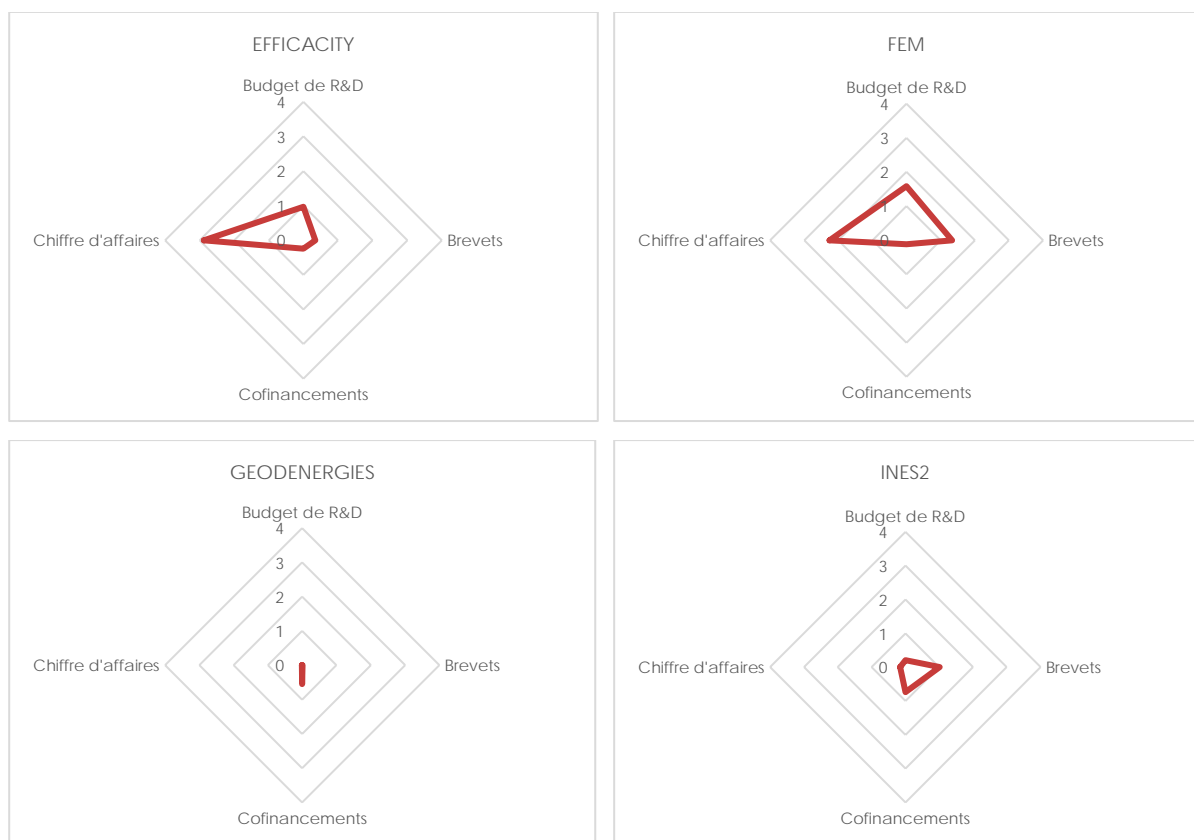 EFFICACITY
Budget de R&D
4
3
2
1
0
Chiffre d'affaires
Brevets
Cofinancements
FEM
Budget de R&D
4
3
2
1
0
Chiffre d'affaires
Brevets
Cofinancements
GEODENERGIES
Budget de R&D
4
3
2
1
0
Chiffre d'affaires
Brevets
Cofinancements
INES2
Budget de R&D
4
3
2
1
0
Chiffre d'affaires
Brevets
Cofinancements